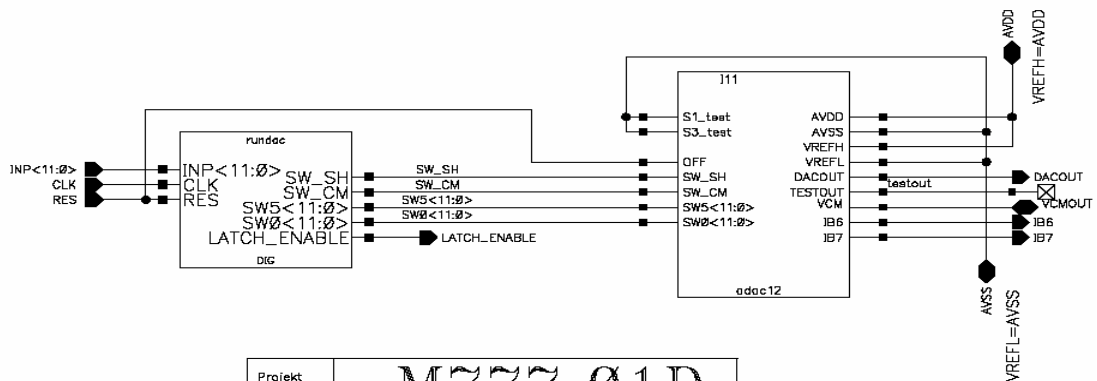 AVDD
VREFH=AVDD
I11
S1_test
S3_test
OFF
SW_SH
SW_CM
SW5<11:0>
SW0<11:0>
AVDD
AVSS
VREFH
VREFL
DACOUT
TESTOUT
VCM
IB6
IB7
adac12
rundac
INP<11:0>
CLK
RES
INP<11:0>
CLK
RES
SW_SH
SW_CM
SW5<11:0>
SW0<11:0>
LATCH_ENABLE
DIG
SW_SH
SW_CM
SW5<11:0>
SW0<11:0>
LATCH_ENABLE
testout
DACOUT
VCMOUT
IB6
IB7
AVSS
VREFL=AVSS
Projekt
M777-01D